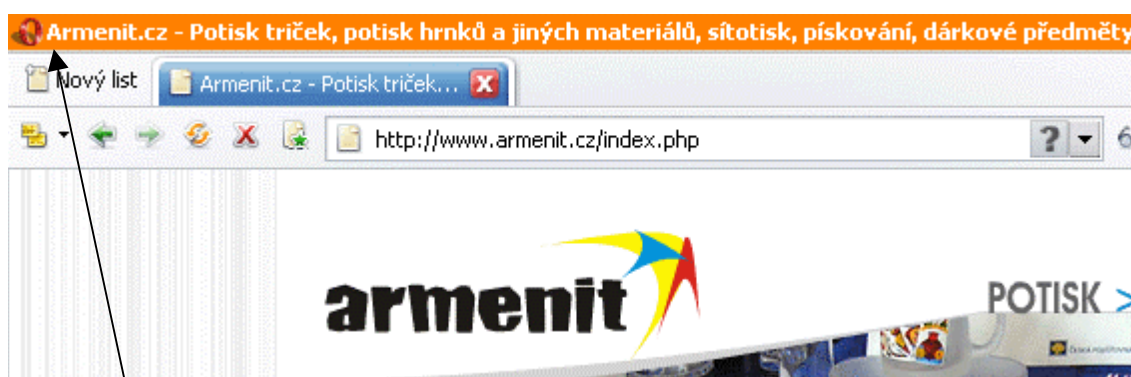 Armenit.cz - Potisk triček, potisk hrnků a jiných materiálů, sítotisk, pískování, dárkové předměty
Nový list
Armenit.cz - Potisk triček...
http://www.armenit.cz/index.php
?
armenit
POTISK >